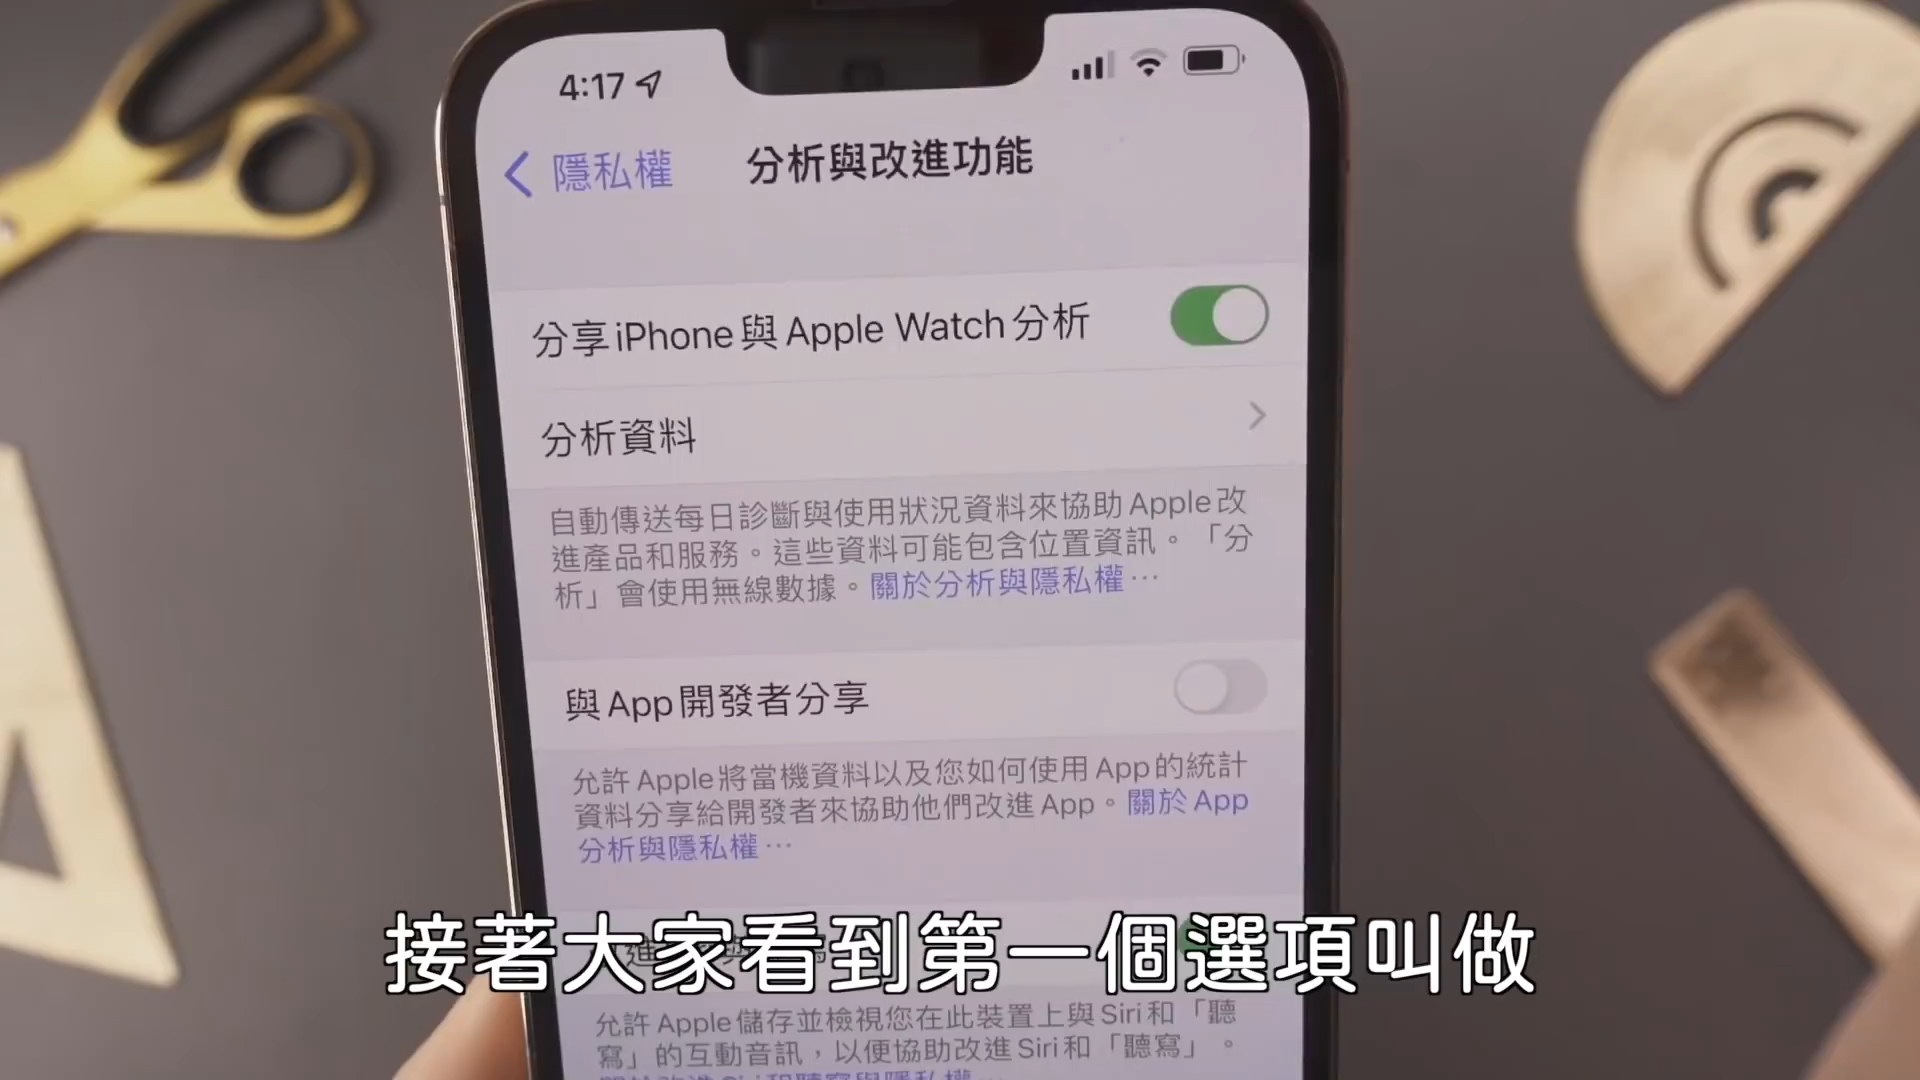 4:17
隱私權
分析與改進功能
分享iPhone與Apple Watch分析
分析資料
自動傳送每日診斷與使用狀況資料來協助Apple改
進產品和服務。這些資料可能包含位置資訊。「分
析」會使用無線數據。關於分析與隱私權…
與App開發者分享
允許Apple將當機資料以及您如何使用App的統計
資料分享給開發者來協助他們改進App。關於App
分析與隱私權…
接著大家看到第一個選項叫做
允許Apple儲存並檢視您在此裝置上與Siri和「聽
寫」的互動音訊，以便協助改進Siri和「聽寫」。